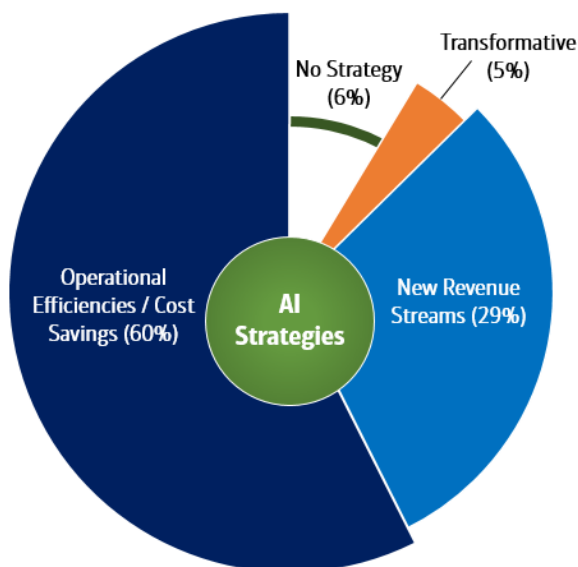 Transformative
(5%)
No Strategy
(6%)
Operational
Efficiencies / Cost
Savings (60%)
AI
Strategies
New Revenue
Streams (29%)